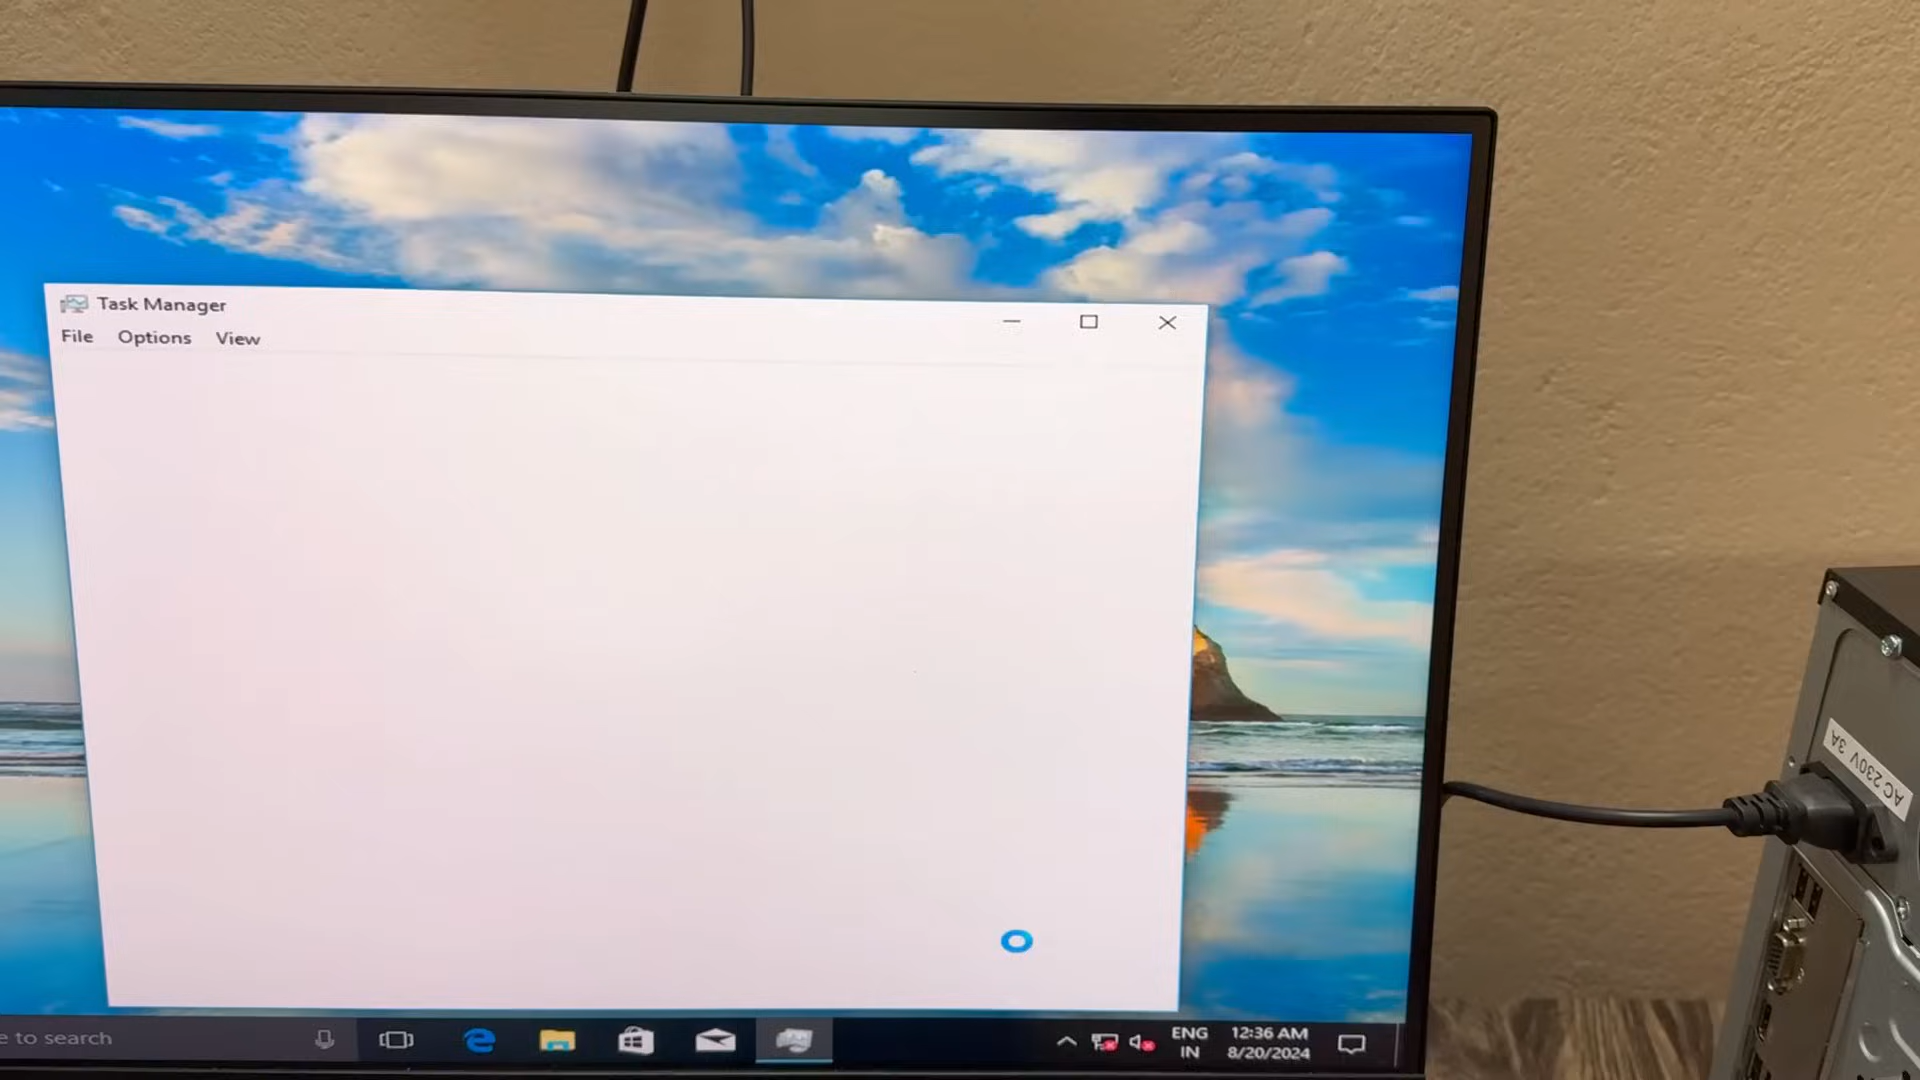 Task Manager
File Options View
AC 230V 3A
e to search
ENG
IN
12:36 AM
8/20/2024